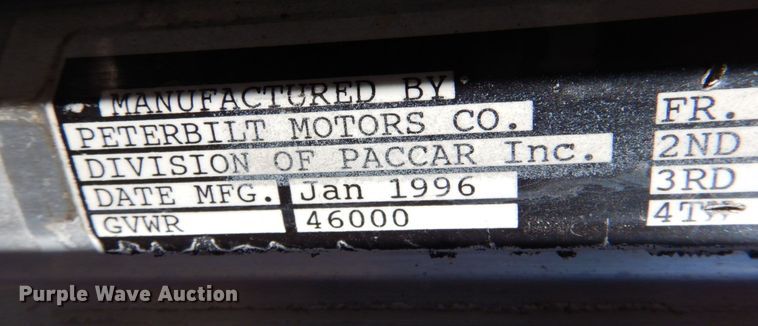 MANUFACTURED BY
PETERBILT MOTORS CO.
DIVISION OF PACCAR Inc.
DATE MFG. Jan 1996
GVWR 46000
FR.
2ND
3RD
4TH
Purple Wave Auction